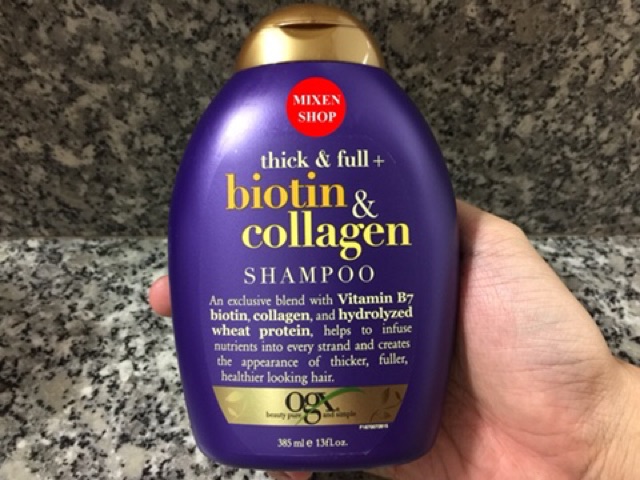 MIXEN
SHOP
thick & full +
biotin &
collagen
SHAMPOO
An exclusive blend with Vitamin B7
biotin, collagen, and hydrolyzed
wheat protein, helps to infuse
nutrients into every strand and creates
the appearance of thicker, fuller,
healthier looking hair.
ogx
beauty pure and simple
385 ml e 13fl.oz.